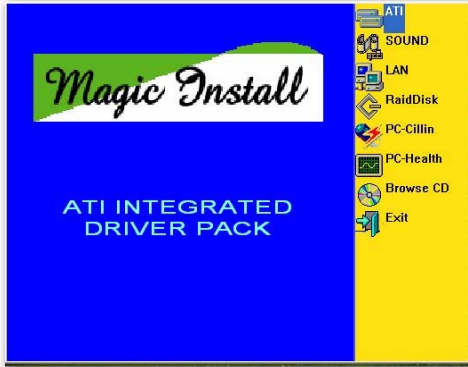 Magic Install
ATI INTEGRATED
DRIVER PACK
ATI
SOUND
LAN
RaidDisk
PC-Cillin
PC-Health
Browse CD
Exit